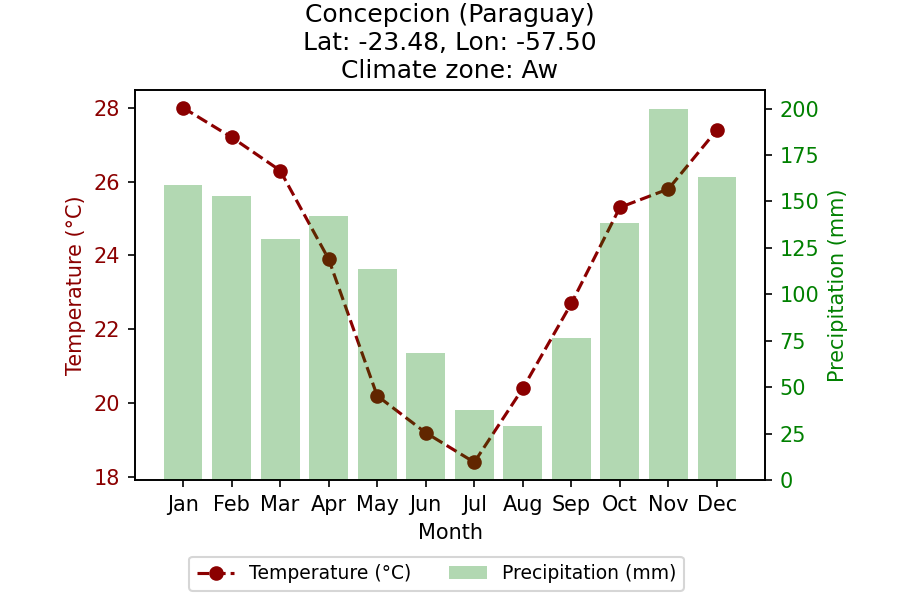 Concepcion (Paraguay)
Lat: -23.48, Lon: -57.50
Climate zone: Aw
Temperature (°C)
28
26
24
22
20
18
200
175
150
125
100
75
50
25
0
Precipitation (mm)
Jan Feb Mar Apr May Jun Jul Aug Sep Oct Nov Dec
Month
Temperature (°C) Precipitation (mm)